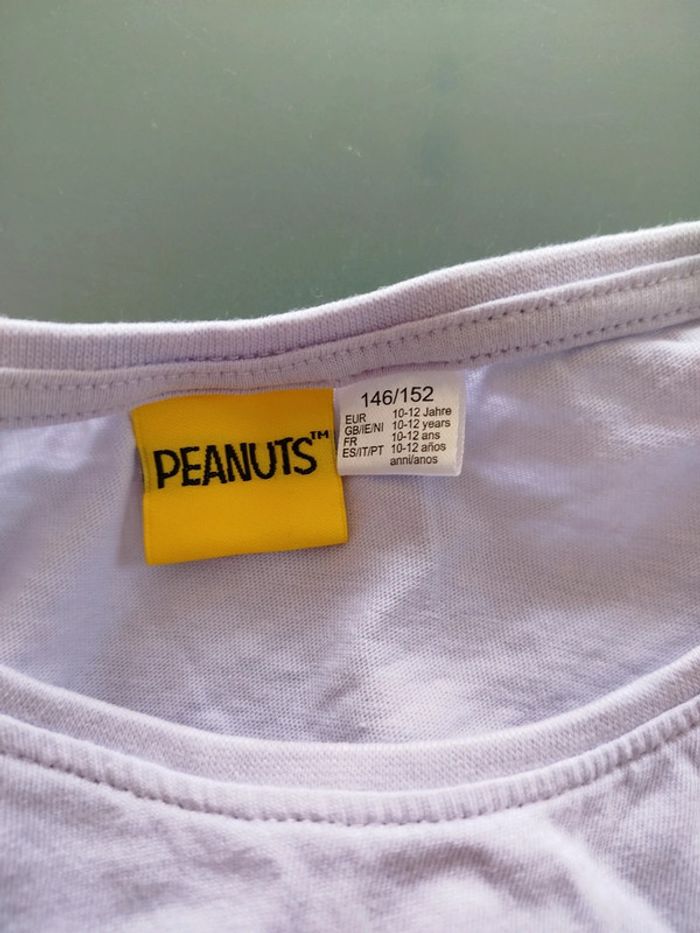 PEANUTS™
146/152
EUR 10-12 Jahre
GB/IE/NI 10-12 years
FR 10-12 ans
ES/IT/PT 10-12 años
anni/anos